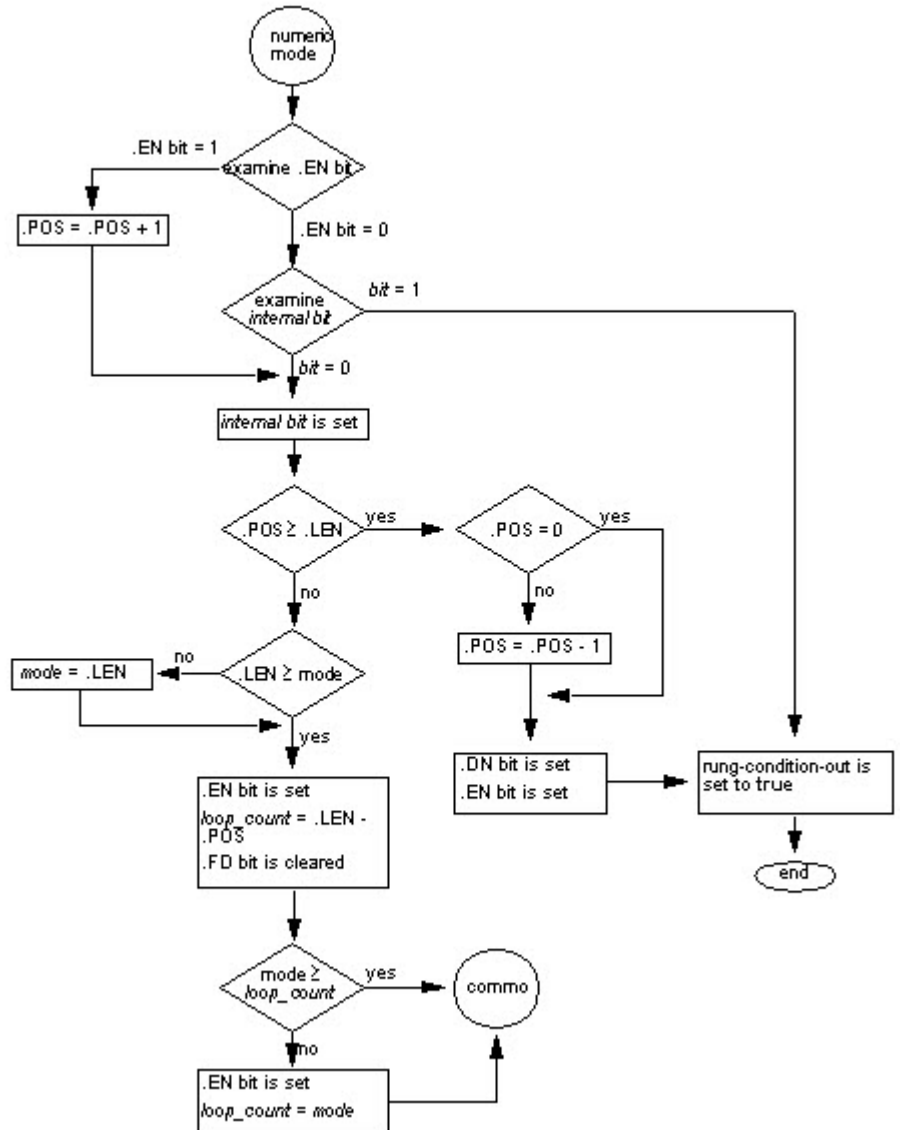 numeric
mode
.EN bit = 1
examine .EN bit
.POS = .POS + 1
.EN bit = 0
examine
internal bit
bit = 1
bit = 0
internal bit is set
.POS ≥ .LEN
yes
.POS = 0
yes
no
no
.POS = .POS - 1
mode = .LEN
no
.LEN ≥ mode
yes
.DN bit is set
.EN bit is set
rung-condition-out is
set to true
.EN bit is set
loop_count = .LEN -
.POS
.FD bit is cleared
end
mode ≥
loop_count
yes
commo
no
.EN bit is set
loop_count = mode